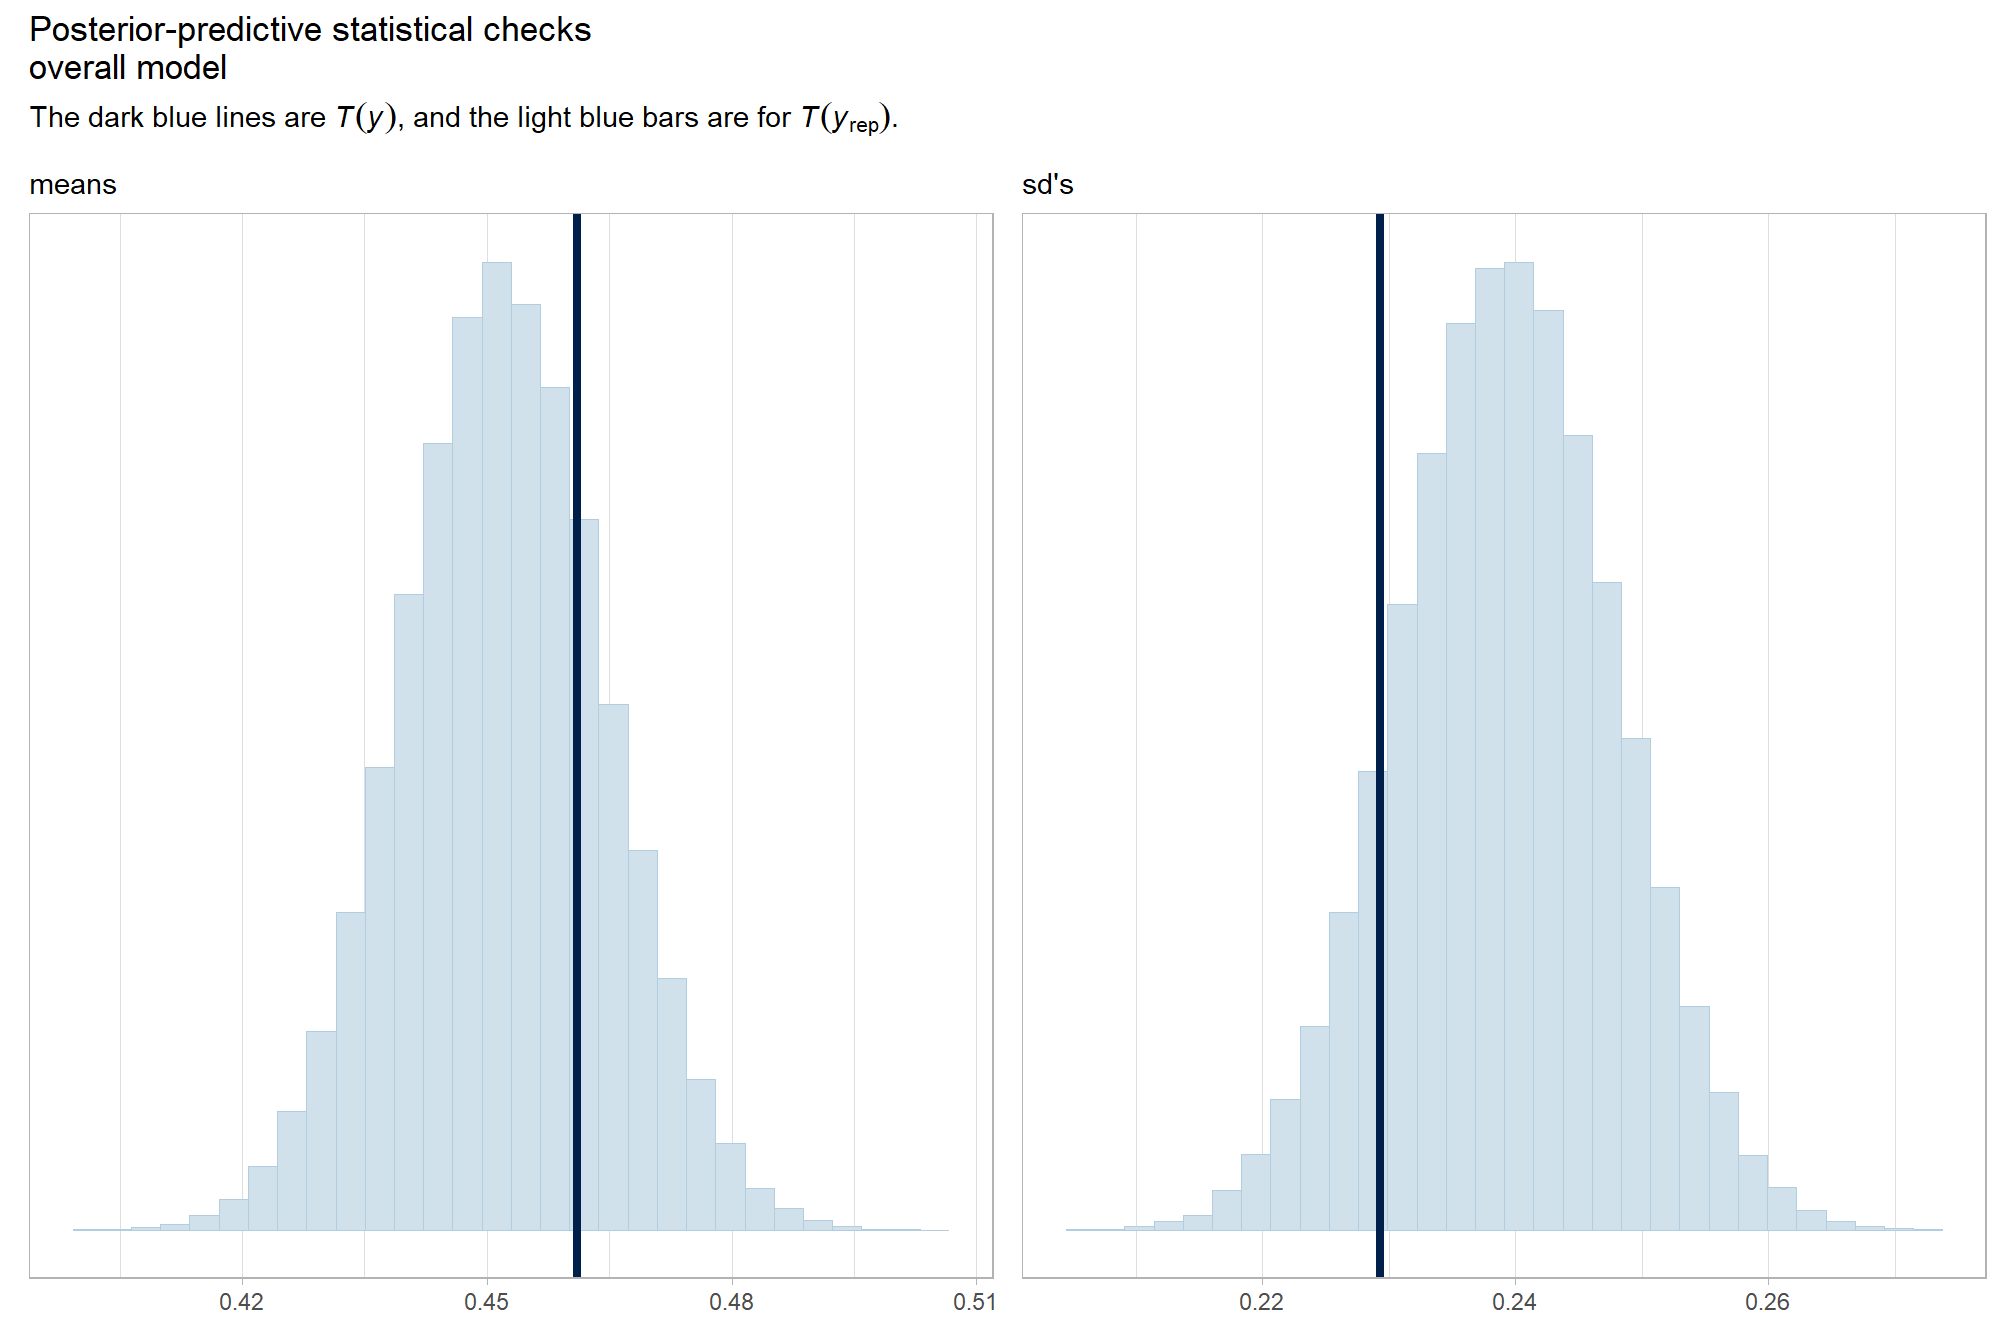 Posterior-predictive statistical checks
overall model
The dark blue lines are T(y), and the light blue bars are for T(yrep).
means
sd's
0.42 0.45 0.48 0.51
0.22 0.24 0.26